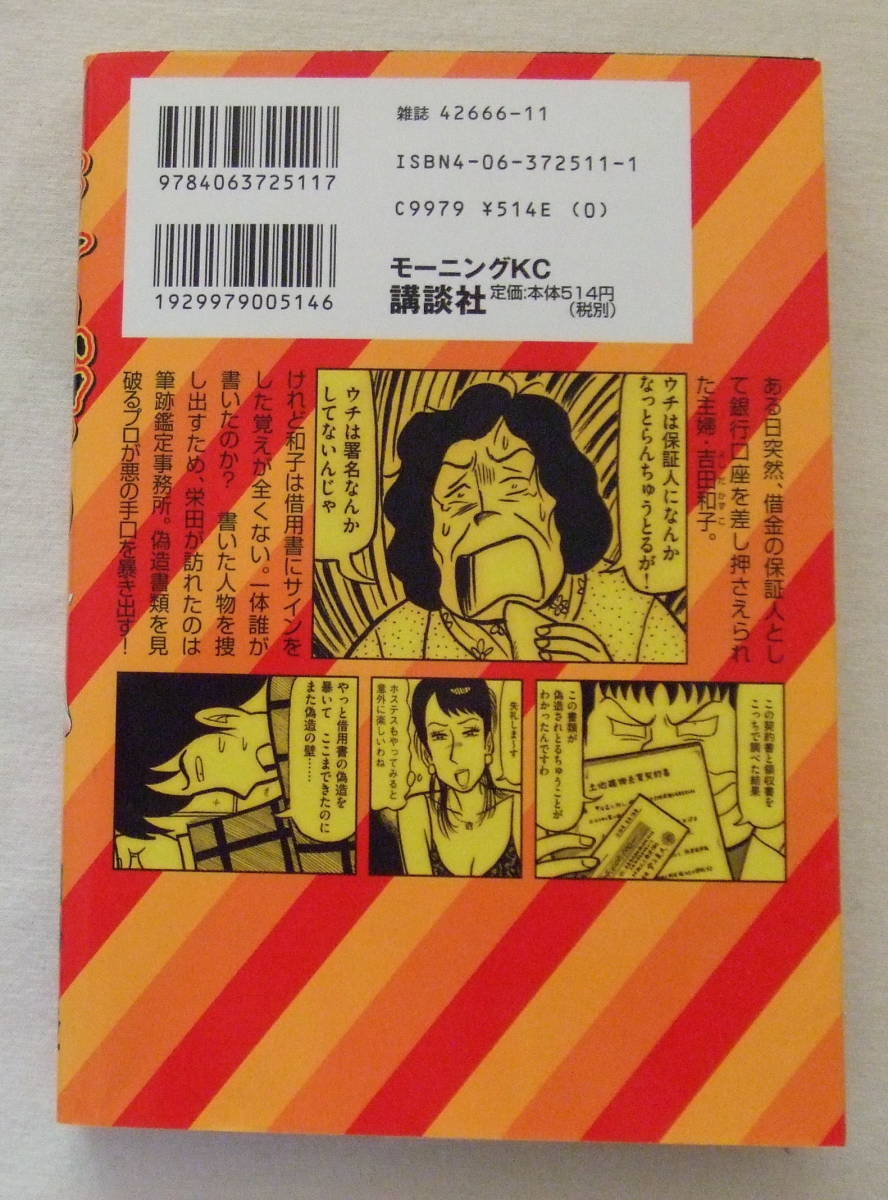 雑誌 42666-11
ISBN4-06-372511-1
9784063725117
C9979 ¥514E (0)
1929979005146
モーニングKC
講談社
定価:本体514円
(税別)
ある日突然、借金の保証人とし
て銀行口座を差し押さえられ
た主婦・吉田和子。
よしだかずこ
ウチは保証人になんか
なっとらんちゅうとるが!
ウチは署名なんか
してないんじゃ
けれど和子は借用書にサインを
した覚えが全くない。一体誰が
書いたのか? 書いた人物を捜
し出すため、栄田が訪れたのは
筆跡鑑定事務所。偽造書類を見
破るプロが悪の手口を暴き出す!
この契約書と領収書を
こっちで調べた結果
この書類が
偽造されとるちゅうことが
わかったんですわ
失礼しま~す
ホステスもやってみると
意外に楽しいわね
やっと借用書の偽造を
暴いて ここまできたのに
また偽造の壁……